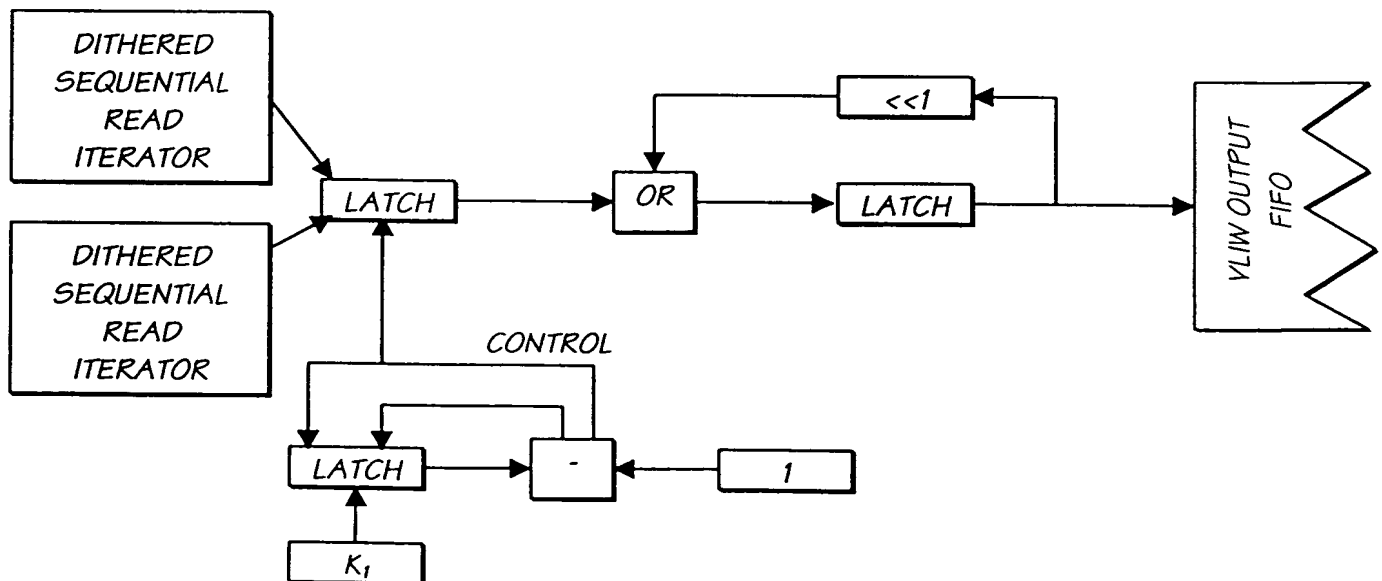 DITHERED
SEQUENTIAL
READ
ITERATOR
<<1
LATCH
OR
LATCH
VLIW OUTPUT
FIFO
DITHERED
SEQUENTIAL
READ
ITERATOR
CONTROL
LATCH
-
1
K₁